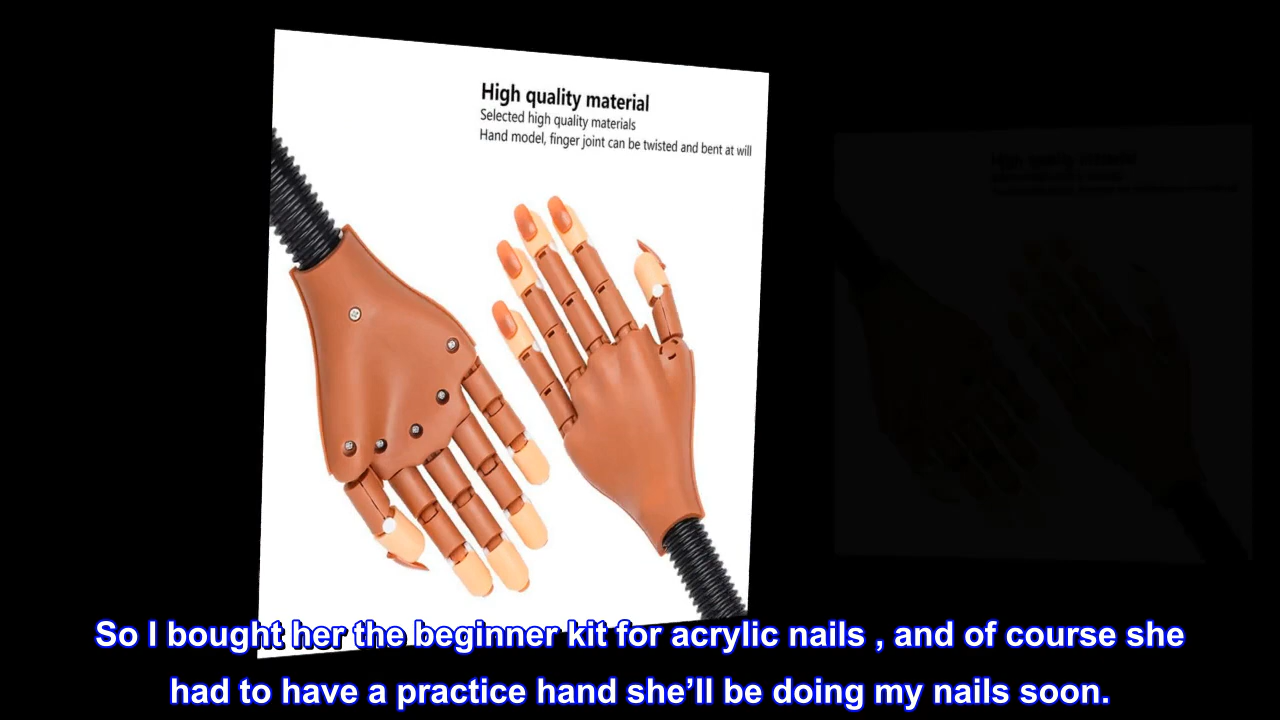 High quality material
Selected high quality materials
Hand model, finger joint can be twisted and bent at will
So I bought her the beginner kit for acrylic nails , and of course she
had to have a practice hand she’ll be doing my nails soon.